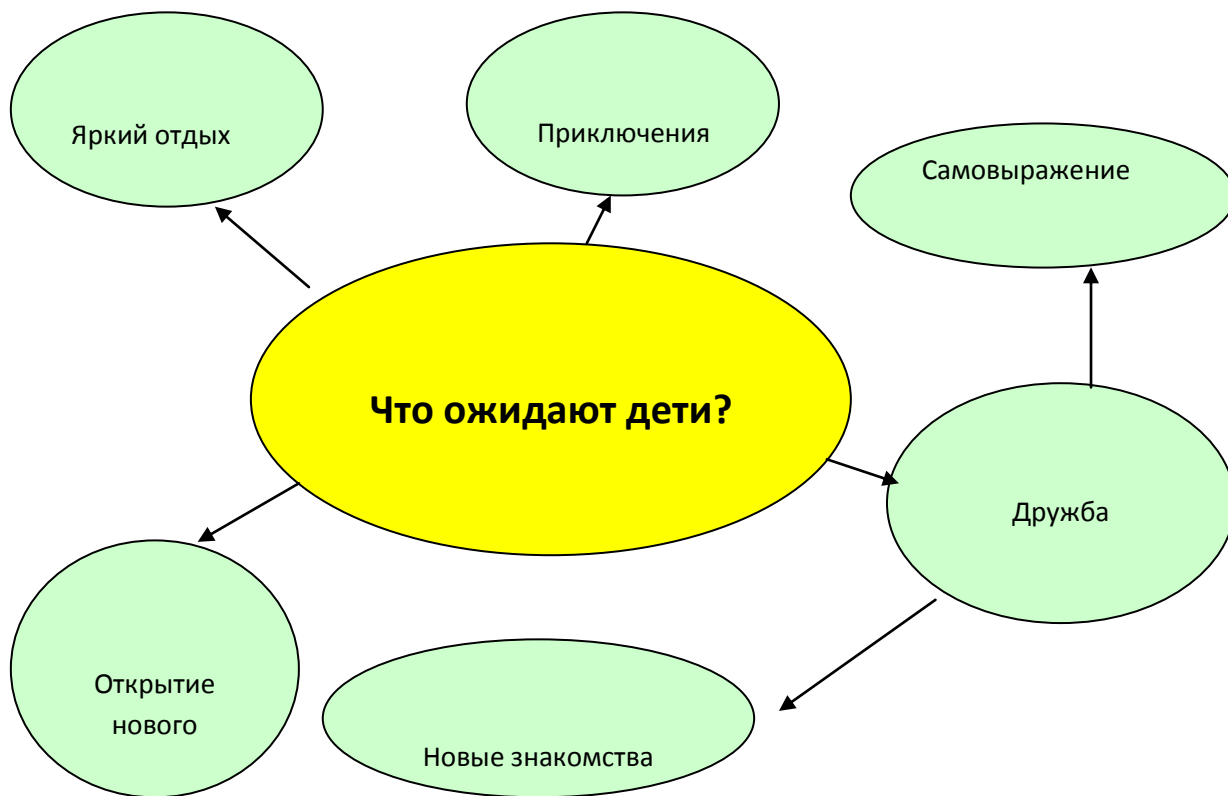 Яркий отдых
Приключения
Самовыражение
Что ожидают дети?
Дружба
Открытие
нового
Новые знакомства